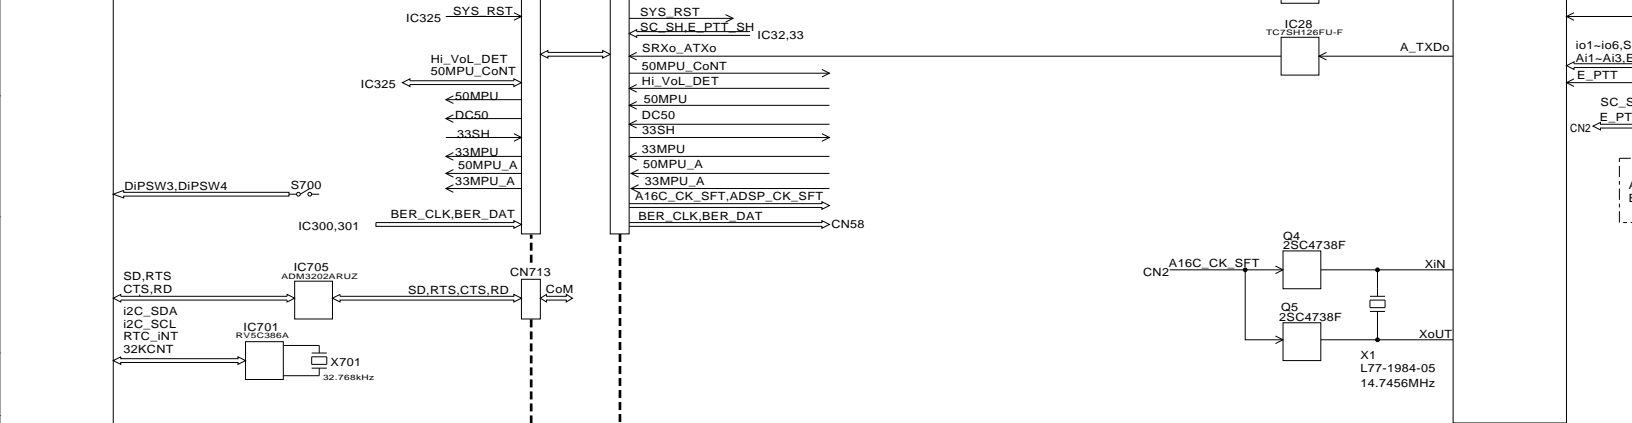 IC325 SYS_RST
Hi_VoL_DET
50MPU_CoNT
IC325
50MPU
DC50
33SH
33MPU
50MPU_A
33MPU_A
DiPSW3,DiPSW4 S700
BER_CLK,BER_DAT
IC300,301
SYS_RST
SC_SH,E_PTT_SH
IC32,33
SRXo_ATXo
50MPU_CoNT
Hi_VoL_DET
50MPU
DC50
33SH
33MPU
50MPU_A
33MPU_A
A16C_CK_SFT,ADSP_CK_SFT
BER_CLK,BER_DAT
CN58
IC28
TC7SH126FU-F
A_TXDo
io1~io6,S
Ai1~Ai3,E
E_PTT
SC_S
E_PT
CN2
IC705
ADM3202ARUZ
SD,RTS
CTS,RD
SD,RTS,CTS,RD
CN713
CoM
i2C_SDA
i2C_SCL
RTC_iNT
32KCNT
IC701
RV5C386A
X701
32.768kHz
Q4
2SC4738F
CN2 A16C_CK_SFT
XiN
Q5
2SC4738F
XoUT
X1
L77-1984-05
14.7456MHz